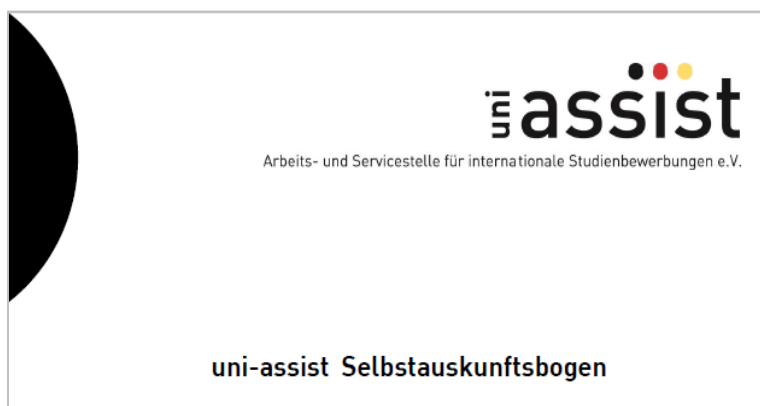 uni assist
Arbeits- und Servicestelle für internationale Studienbewerbungen e.V.
uni-assist Selbstauskunftsbogen